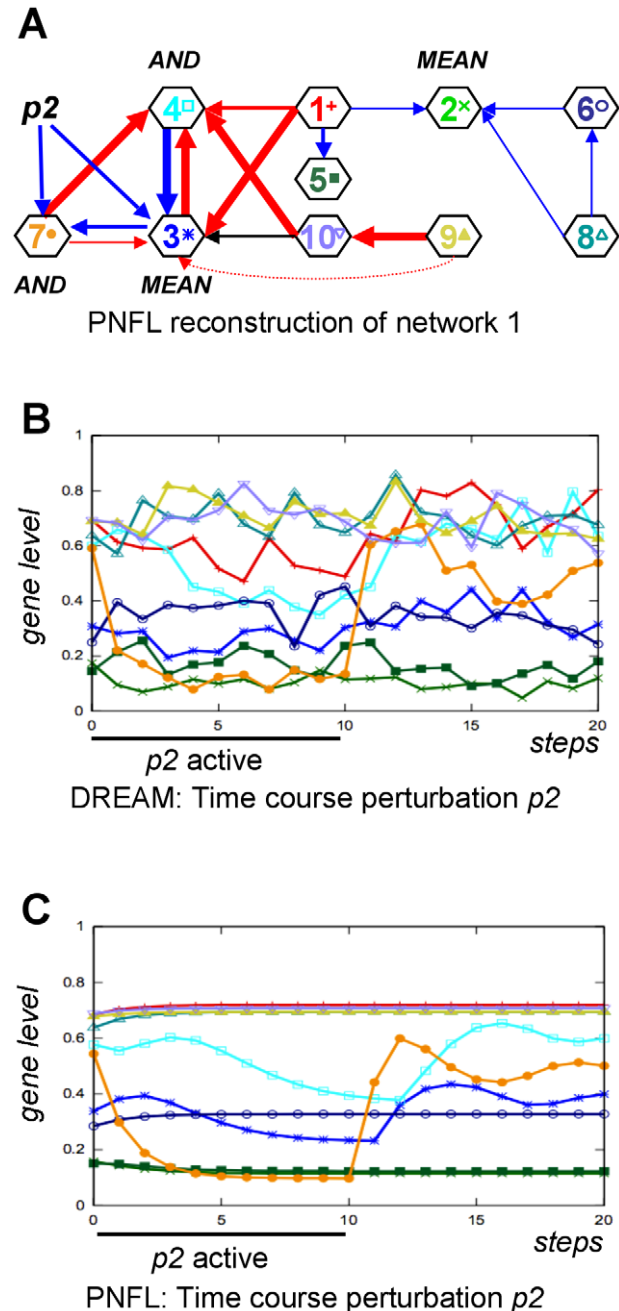 A
AND
MEAN
p2
4
1+
2×
6
5
7
3*
10
9
8
AND
MEAN
PNFL reconstruction of network 1
B
1
0.8
0.6
0.4
0.2
0
gene level
0 5 10 15 20
p2 active
steps
DREAM: Time course perturbation p2
C
1
0.8
0.6
0.4
0.2
0
gene level
0 5 10 15 20
p2 active
steps
PNFL: Time course perturbation p2